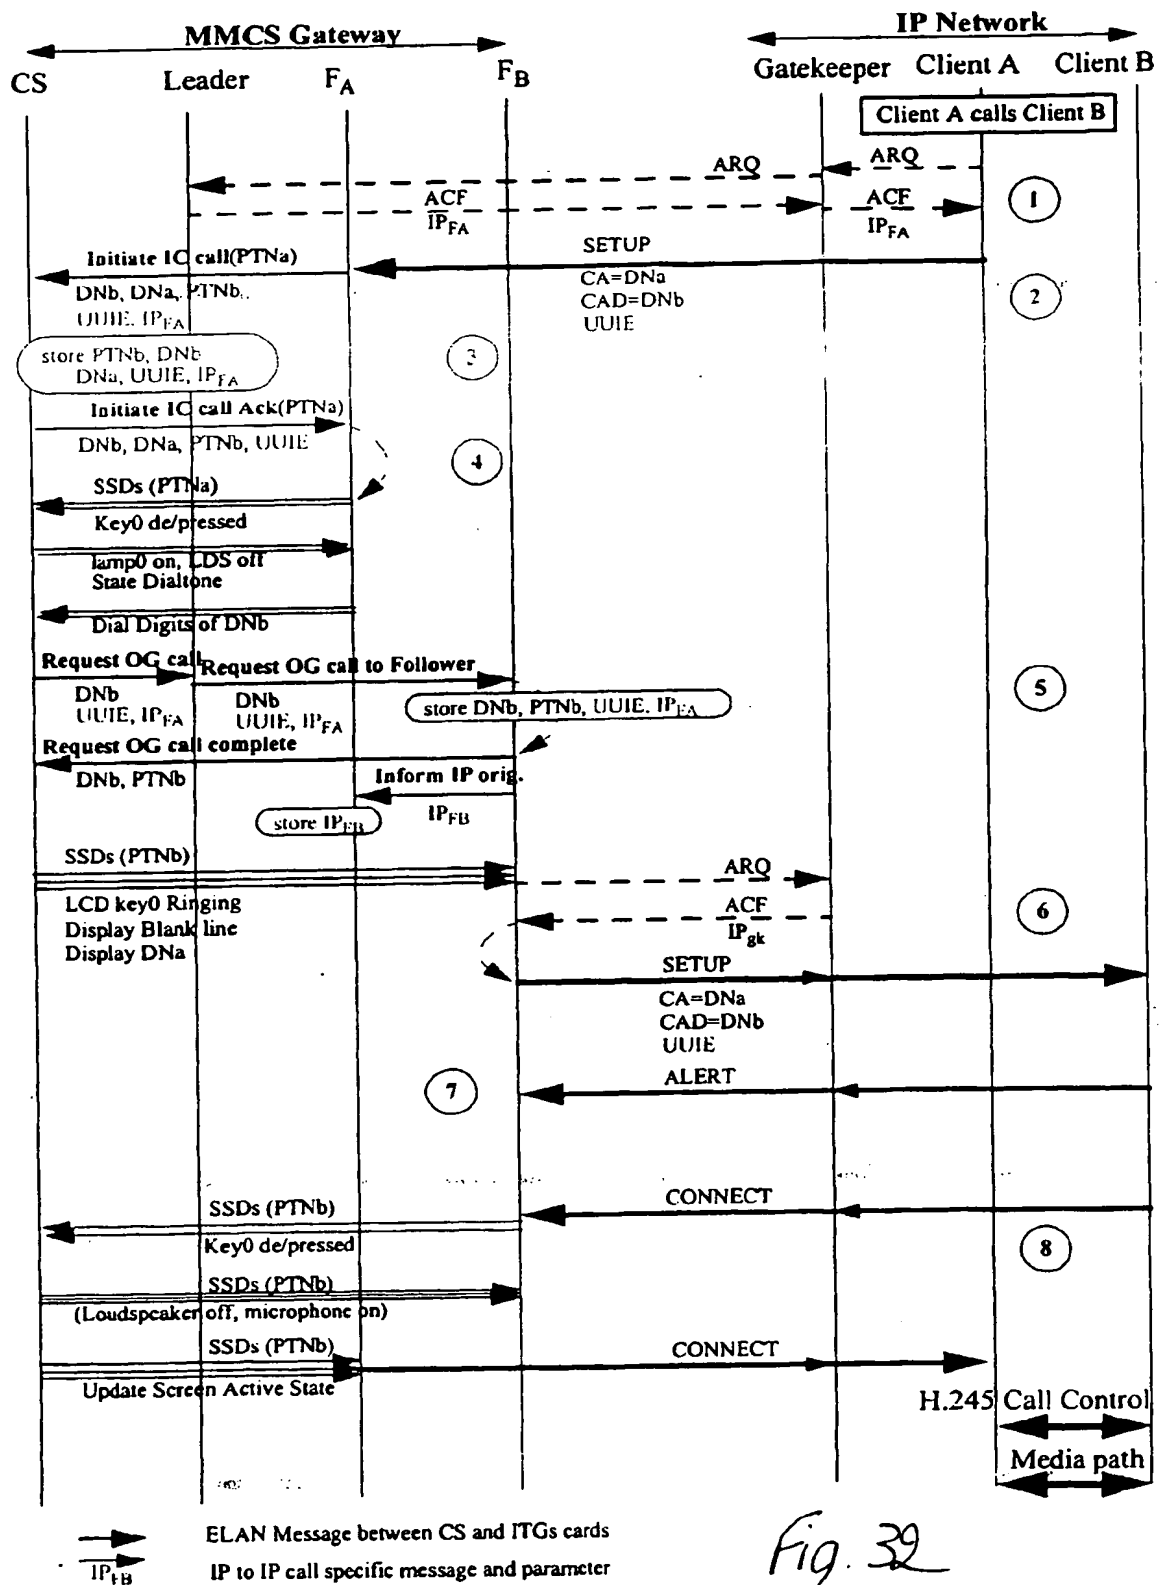 MMCS Gateway
IP Network
CS Leader FA FB Gatekeeper Client A Client B
Client A calls Client B
ARQ ARQ
ACF ACF
IPFA IPFA
1
Initiate IC call(PTNa)
SETUP
DNb, DNa, PTNb,
UUIE, IPFA
CA=DNa
CAD=DNb
UUIE
2
store PTNb, DNb
DNa, UUIE, IPFA
3
Initiate IC call Ack(PTNa)
DNb, DNa, PTNb, UUIE
4
SSDs (PTNa)
Key0 de/pressed
lamp0 on, LDS off
State Dialtone
Dial Digits of DNb
Request OG call
Request OG call to Follower
DNb
UUIE, IPFA
DNb
UUIE, IPFA
store DNb, PTNb, UUIE. IPFA
5
Request OG call complete
DNb, PTNb
Inform IP orig.
IPFB
store IPFB
SSDs (PTNb)
ARQ
LCD key0 Ringing
Display Blank line
Display DNa
ACF
IPgk
6
SETUP
CA=DNa
CAD=DNb
UUIE
7
ALERT
SSDs (PTNb)
CONNECT
Key0 de/pressed
8
SSDs (PTNb)
(Loudspeaker off, microphone on)
SSDs (PTNb)
CONNECT
Update Screen Active State
H.245 Call Control
Media path
ELAN Message between CS and ITGs cards
IPFB IP to IP call specific message and parameter
Fig. 32